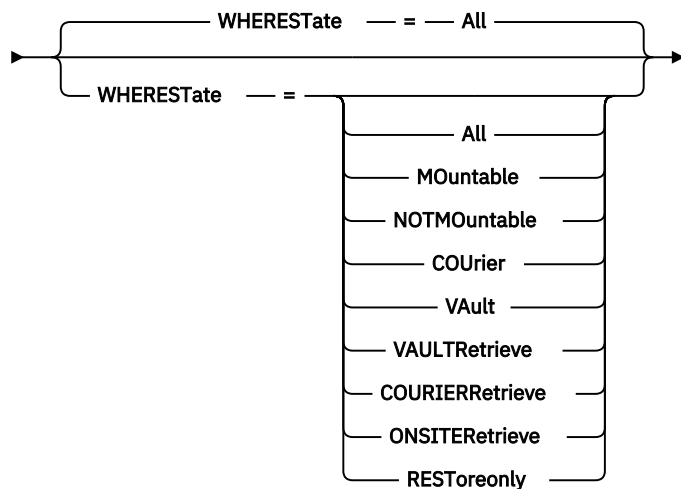 WHERESTate = All
WHERESTate =
All
MOuntable
NOTMOuntable
COUrier
VAult
VAULTRetrieve
COURIERRetrieve
ONSITERetrieve
RESToreonly